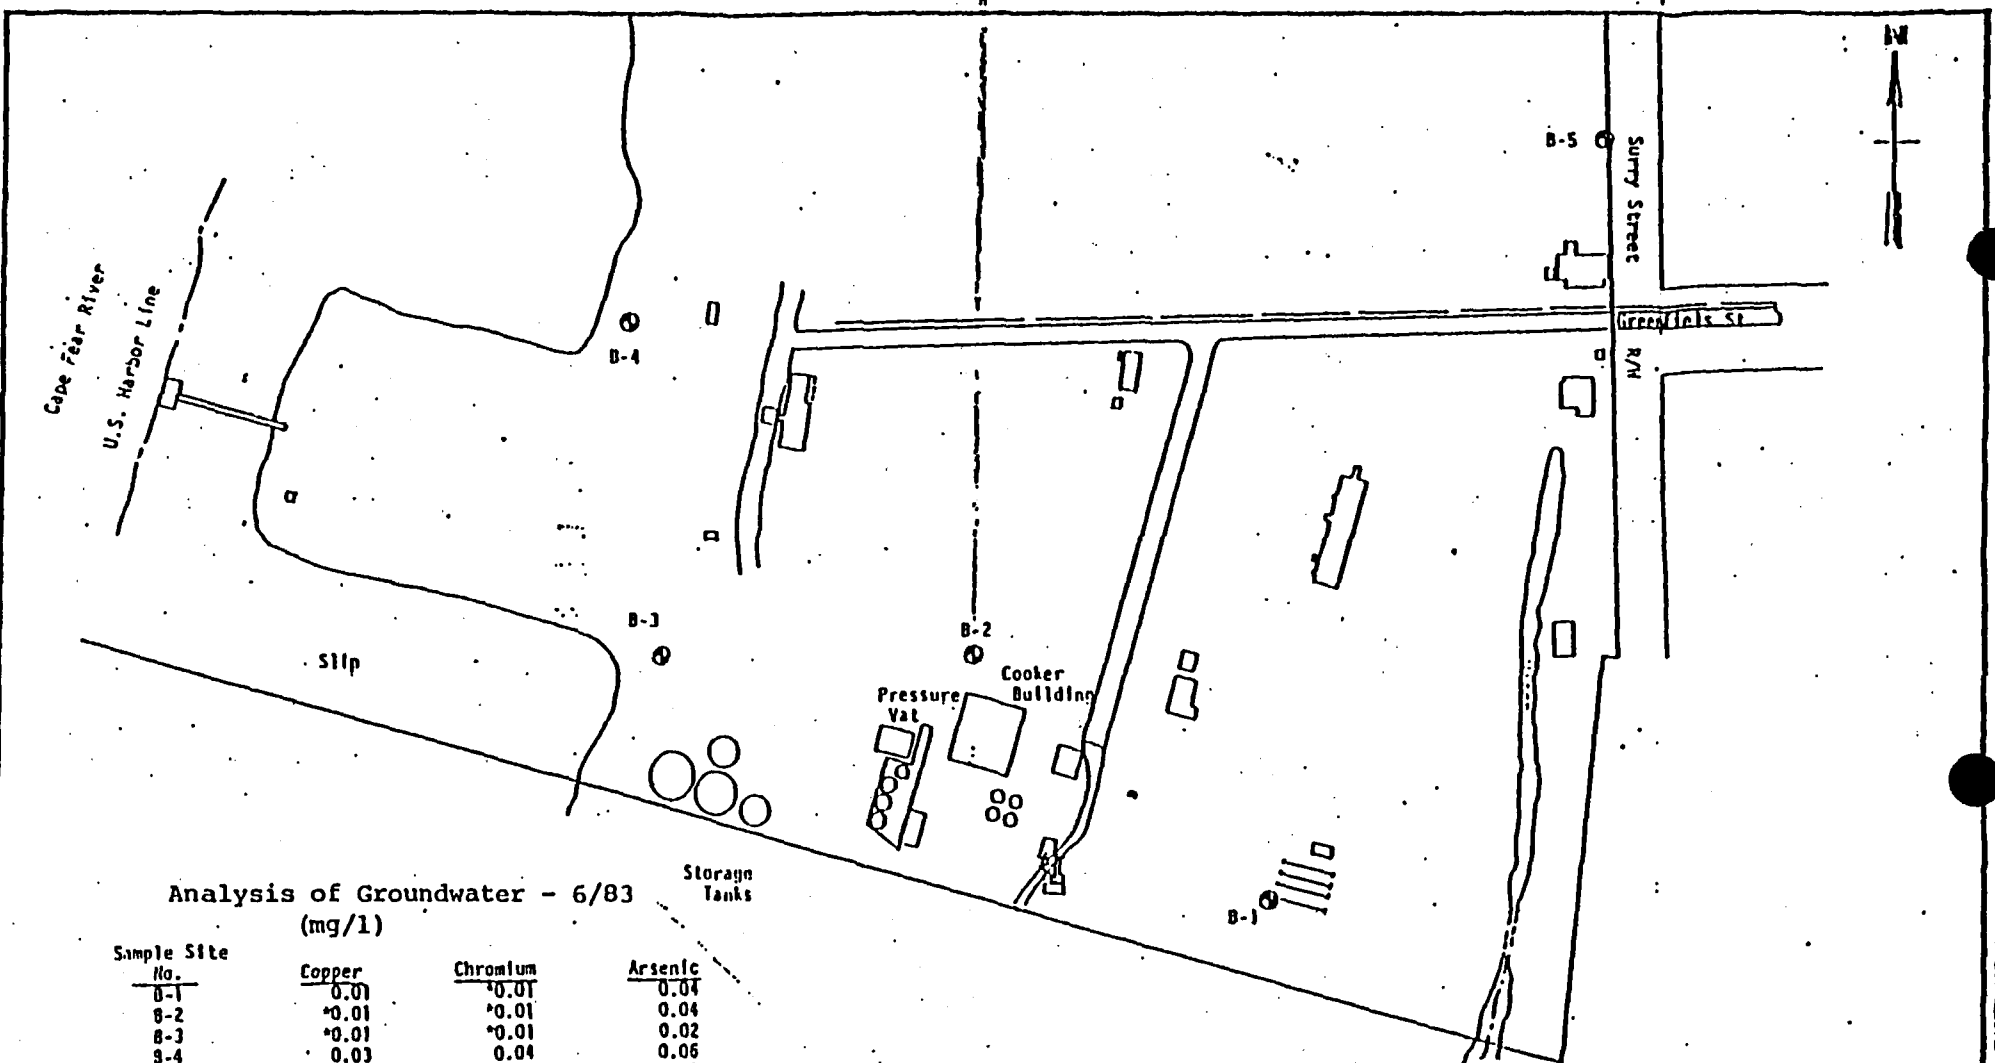 N
B-5
Surry Street
Cape Fear River
U.S. Harbor Line
B-4
R/W
B-3
B-2
Slip
Cooker
Building
Pressure
Vat
Storage
Tanks
B-1
Analysis of Groundwater - 6/83
(mg/l)
Sample Site
No. Copper Chromium Arsenic
B-1 0.01 *0.01 0.04
B-2 *0.01 *0.01 0.04
B-3 *0.01 *0.01 0.02
B-4 0.03 0.04 0.06